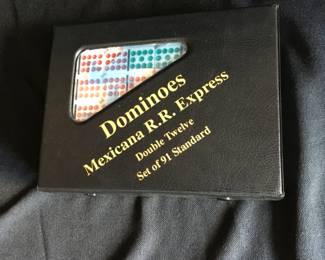 Dominoes
Mexicana R.R. Express
Double Twelve
Set of 91 Standard